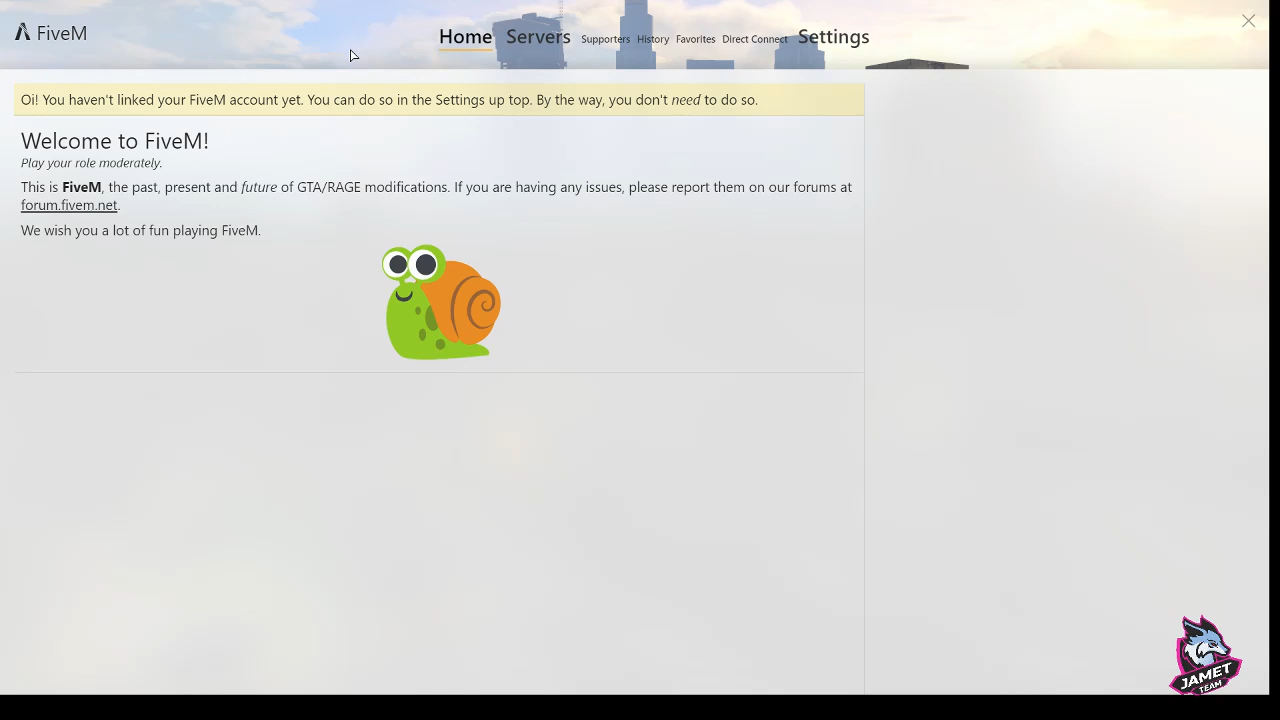 FiveM
Home Servers Supporters History Favorites Direct Connect Settings
Oi! You haven't linked your FiveM account yet. You can do so in the Settings up top. By the way, you don't need to do so.
Welcome to FiveM!
Play your role moderately.
This is FiveM, the past, present and future of GTA/RAGE modifications. If you are having any issues, please report them on our forums at
forum.fivem.net.
We wish you a lot of fun playing FiveM.
JAMET
TEAM